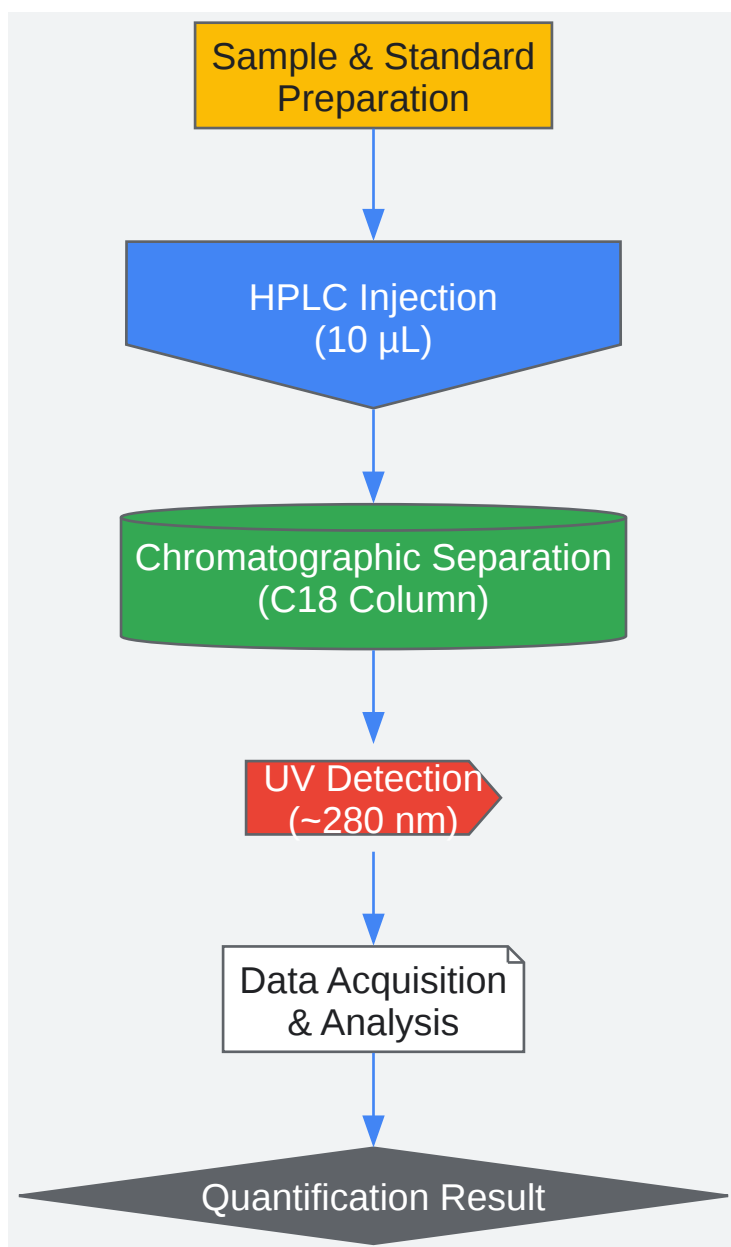 Sample & Standard
Preparation
HPLC Injection
(10 µL)
Chromatographic Separation
(C18 Column)
UV Detection
(~280 nm)
Data Acquisition
& Analysis
Quantification Result